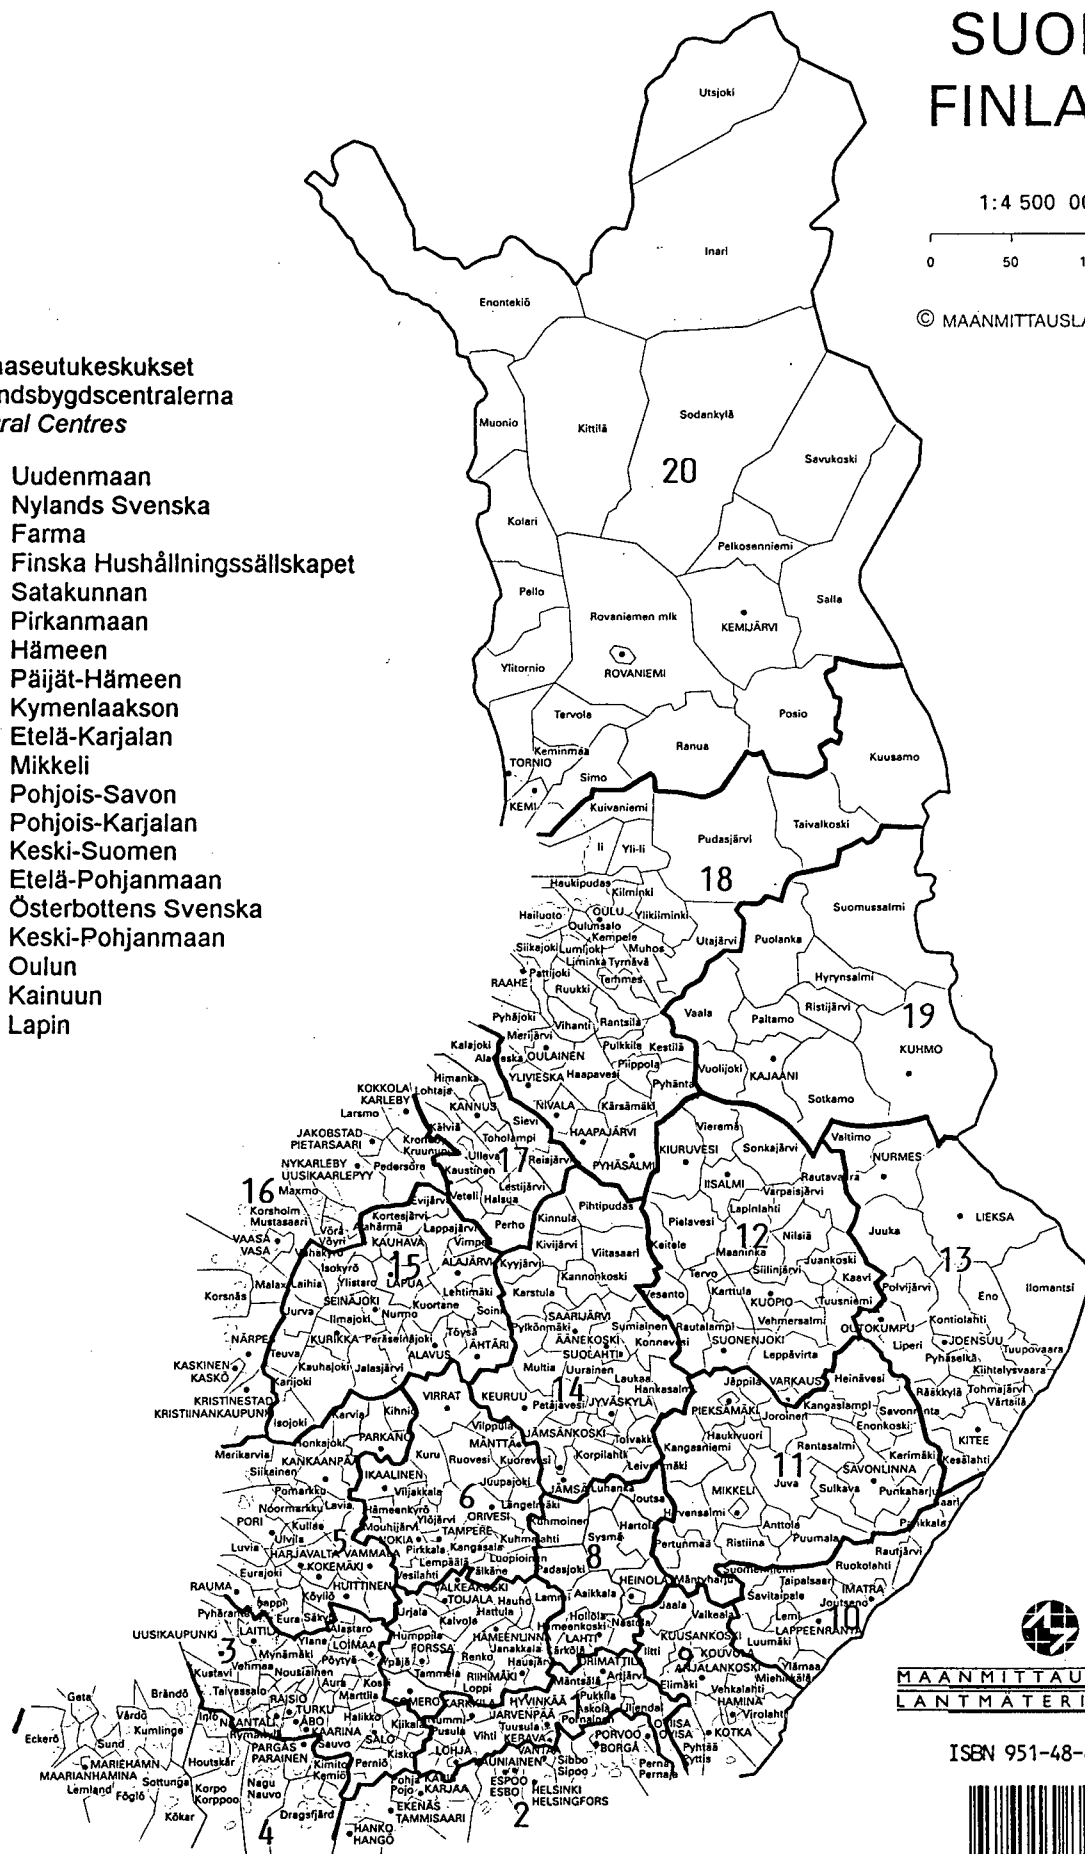 SUO
FINLA
1:4 500 00
0 50 1
© MAANMITTAUSLA
aaseutukeskukset
ndsbygdscentralerna
ral Centres
Uudenmaan
Nylands Svenska
Farma
Finska Hushållningssällskapet
Satakunnan
Pirkanmaan
Hämeen
Päijät-Hämeen
Kymenlaakson
Etelä-Karjalan
Mikkeli
Pohjois-Savon
Pohjois-Karjalan
Keski-Suomen
Etelä-Pohjanmaan
Österbottens Svenska
Keski-Pohjanmaan
Oulun
Kainuun
Lapin
Utsjoki
Inari
Enontekiö
Muonio
Kittilä
Sodankylä
20
Savukoski
Kolari
Pelkosenniemi
Pello
Rovaniemen mlk
KEMIJÄRVI
Salla
ROVANIEMI
Ylitornio
Tervola
Ranua
Posio
Kuusamo
Keminmaa
TORNIO
Simo
KEMI
Kuivaniemi
Pudasjärvi
Taivalkoski
Ii
Yli-Ii
18
Haukipudas
Kiiminki
Hailuoto
OULU
Ylikiiminki
Oulunsalo
Kempele
Muhos
Utajärvi
Puolanka
Suomussalmi
Siikajoki
Lumijoki
Liminka
Tyrnävä
Pattijoki
RAAHE
Ruukki
Temmes
Hyrynsalmi
Ristijärvi
19
Vaala
Paltamo
Pyhäjoki
Vihanti
Rantsila
KUHMO
Kalajoki
Merijärvi
OULAINEN
Pulkkila
Kestilä
Piippola
Vuolijoki
KAJAANI
Himanka
YLIVIESKA
Haapavesi
Pyhäntä
Sotkamo
KOKKOLA
KARLEBY
Lohtaja
KANNUS
NIVALA
Kärsämäki
Larsmo
Sievi
HAAPAJÄRVI
Vieremä
Sonkajärvi
Valtimo
NURMES
JAKOBSTAD
PIETARSAARI
Kälviä
Toholampi
KIURUVESI
Kruunupy
Ullava
17
Reisjärvi
PYHÄSALMI
IISALMI
Rautavaara
NYKARLEBY
UUSIKAARLEPYY
Pedersöre
Kaustinen
Lestijärvi
Varpaisjärvi
16
Maxmo
Evijärvi
Veteli
Halsua
Pihtipudas
Lapinlahti
LIEKSA
Korsholm
Mustasaari
Kortesjärvi
Perho
Kinnula
Pielavesi
12
Nilsiä
Juuka
Vörå
Vöyri
Alahärmä
Lappajärvi
Keitele
Maaninka
VAASA
VASA
KAUHAVA
Vimpeli
Kivijärvi
Viitasaari
Juankoski
13
Isokyrö
15
ALAJÄRVI
Kyyjärvi
Kannonkoski
Tervo
Siilinjärvi
Kaavi
Polvijärvi
Eno
Ilomantsi
Malax
Laihia
Ylistaro
LAPUA
Lehtimäki
Karstula
Vesanto
Karttula
KUOPIO
Tuusniemi
Kontiolahti
Korsnäs
SEINÄJOKI
Kuortane
Soini
SAARIJÄRVI
Jurva
Ilmajoki
Nurmo
Pylkönmäki
Sumiainen
Rautalampi
Vehmersalmi
OUTOKUMPU
JOENSUU
NÄRPES
KURIKKA
Peräseinäjoki
Töysä
ÄÄNEKOSKI
Konnevesi
SUONENJOKI
Liperi
Pyhäselkä
Tuupovaara
Teuva
ALAVUS
ÄHTÄRI
SUOLAHTI
Leppävirta
Kiihtelysvaara
KASKINEN
KASKÖ
Kauhajoki
Jalasjärvi
Multia
Uurainen
Laukaa
Jäppilä
VARKAUS
Heinävesi
Rääkkylä
Tohmajärvi
Värtsilä
Karijoki
VIRRAT
KEURUU
14
Hankasalmi
KRISTINESTAD
KRISTIINANKAUPUNKI
Petäjävesi
JYVÄSKYLÄ
PIEKSÄMÄKI
Joroinen
Kangaslampi
Savonranta
Isojoki
Karvia
Kihniö
Vilppula
JÄMSÄNKOSKI
Toivakka
Haukivuori
Enonkoski
KITEE
Honkajoki
PARKANO
MÄNTTÄ
Kangasniemi
Rantasalmi
Kerimäki
Kesälahti
Merikarvia
KANKAANPÄÄ
Kuru
Ruovesi
Kuorevesi
Korpilahti
Leivonmäki
11
SAVONLINNA
Siikainen
IKAALINEN
Juupajoki
JÄMSÄ
Luhanka
MIKKELI
Juva
Sulkava
Punkaharju
Pomarkku
Viljakkala
6
Längelmäki
Joutsa
Noormarkku
Lavia
Hämeenkyrö
ORIVESI
Kuhmoinen
Hartola
Hirvensalmi
Anttola
PORI
Kullaa
Mouhijärvi
Ylöjärvi
TAMPERE
Kuhmalahti
Sysmä
Pertunmaa
Ristiina
Puumala
Parikkala
Luvia
Ulvila
5
NOKIA
Kangasala
8
Rautjärvi
HARJAVALTA
VAMMALA
Pirkkala
Lempäälä
Luopioinen
Padasjoki
Suomenniemi
Ruokolahti
Eurajoki
KOKEMÄKI
Vesilahti
Pälkäne
HEINOLA
Mäntyharju
Taipalsaari
IMATRA
RAUMA
HUITTINEN
VALKEAKOSKI
Asikkala
Savitaipale
Joutseno
Köyliö
TOIJALA
Hauho
Lammi
Jaala
Valkeala
Lemi
10
Lappi
Urjala
Hattula
Hollola
LAPPEENRANTA
Pyhäranta
Eura
Säkylä
Kalvola
Hämeenkoski
Nastola
Luumäki
UUSIKAUPUNKI
LAITILA
Alastaro
Humppila
HÄMEENLINNA
LAHTI
KUUSANKOSKI
3
Yläne
LOIMAA
FORSSA
Janakkala
Kärkölä
Iitti
KOUVOLA
Ylämaa
Mynämäki
Ypäjä
Renko
ORIMATTILA
9
ANJALANKOSKI
Miehikkälä
Vehmaa
Pöytyä
Hausjärvi
Kustavi
Nousiainen
Tammela
RIIHIMÄKI
Artjärvi
Elimäki
Vehkalahti
Geta
Brändö
Taivassalo
Aura
Koski
Loppi
Mäntsälä
HAMINA
Vårdö
RAISIO
Marttila
SOMERO
KARKKILA
HYVINKÄÄ
1
Pukkila
Virolahti
Iniö
TURKU
ÅBO
Halikko
Nummi
Pusula
JÄRVENPÄÄ
Askola
Liljendal
Kumlinge
NAANTALI
Kiikala
Tuusula
Pornainen
KOTKA
Eckerö
Sund
Rymättylä
KAARINA
Vihti
KERAVA
LOVIISA
LOVISA
MARIEHAMN
MAARIANHAMINA
PARGAS
PARAINEN
Sauvo
SALO
Kisko
LOHJA
VANTAA
PORVOO
BORGÅ
Pyhtää
Pyttis
Houtskär
Kimito
Kemiö
Perniö
KAUNIAINEN
Sibbo
Sipoo
Pernå
Pernaja
Lemland
Föglö
Sottunga
Korpo
Korppoo
Nagu
Nauvo
Pohja
Pojo
KARIS
KARJAA
ESPOO
ESBO
HELSINKI
HELSINGFORS
Kökar
Dragsfjärd
EKENÄS
TAMMISAARI
2
4
HANKO
HANGÖ
MAANMITTAU
LANTMÄTERI
ISBN 951-48-